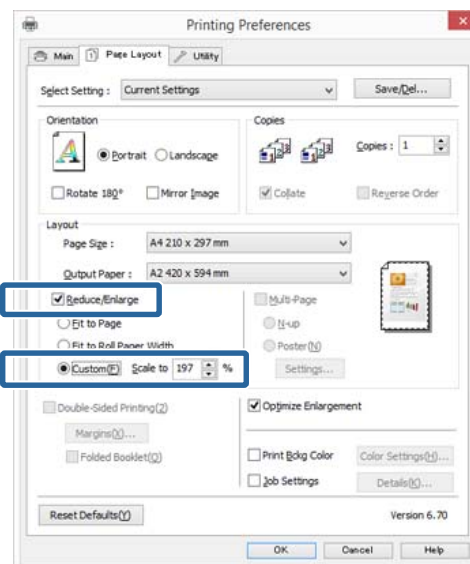 Printing Preferences
Main Page Layout Utility
Select Setting : Current Settings Save/Del...
Orientation Copies
Portrait Landscape Copies : 1
Rotate 180° Mirror Image Collate Reverse Order
Layout
Page Size : A4 210 x 297 mm
Output Paper : A2 420 x 594 mm
Reduce/Enlarge Multi-Page
Fit to Page N-up
Fit to Roll Paper Width Poster(N)
Custom(F) Scale to 197 % Settings...
Double-Sided Printing(2) Optimize Enlargement
Margins(X)...
Folded Booklet(Q) Print Bckg Color Color Settings(H)...
Job Settings Details(K)...
Reset Defaults(Y) Version 6.70
OK Cancel Help